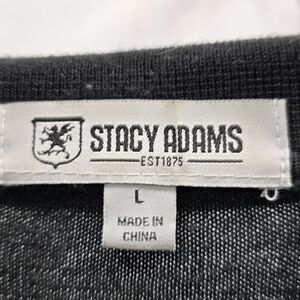 STACY ADAMS
EST1875
L
MADE IN
CHINA